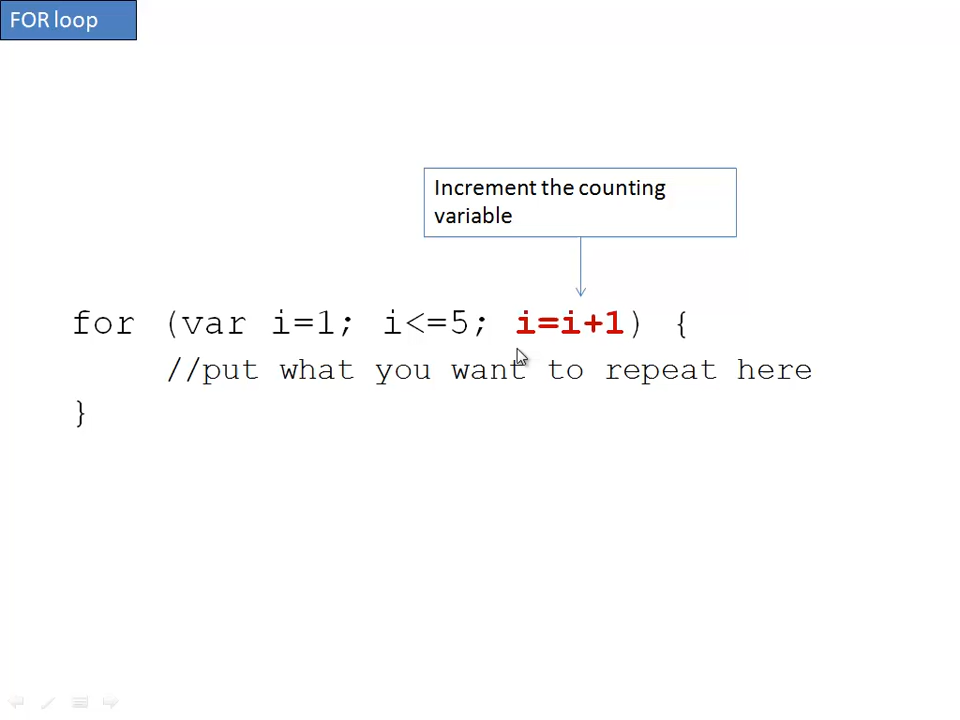 FOR loop
Increment the counting
variable
for (var i=1; i<=5; i=i+1) {
//put what you want to repeat here
}